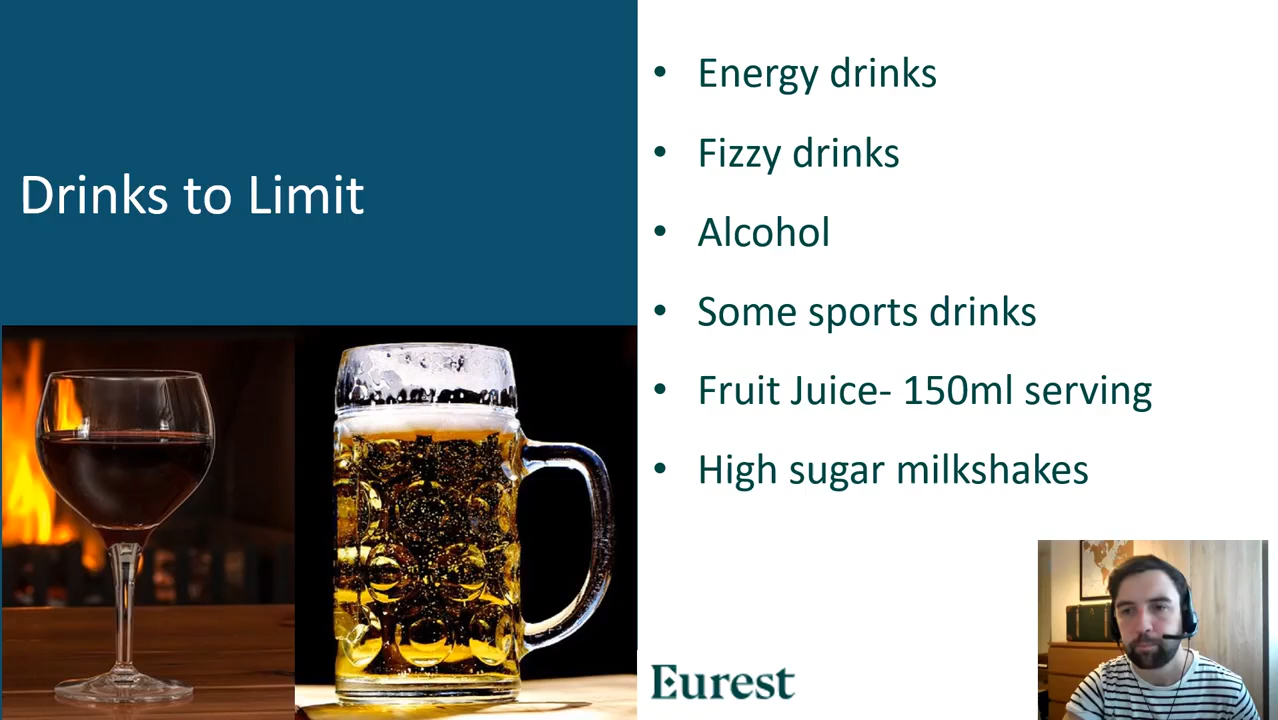 Drinks to Limit
• Energy drinks
• Fizzy drinks
• Alcohol
• Some sports drinks
• Fruit Juice- 150ml serving
• High sugar milkshakes
Eurest